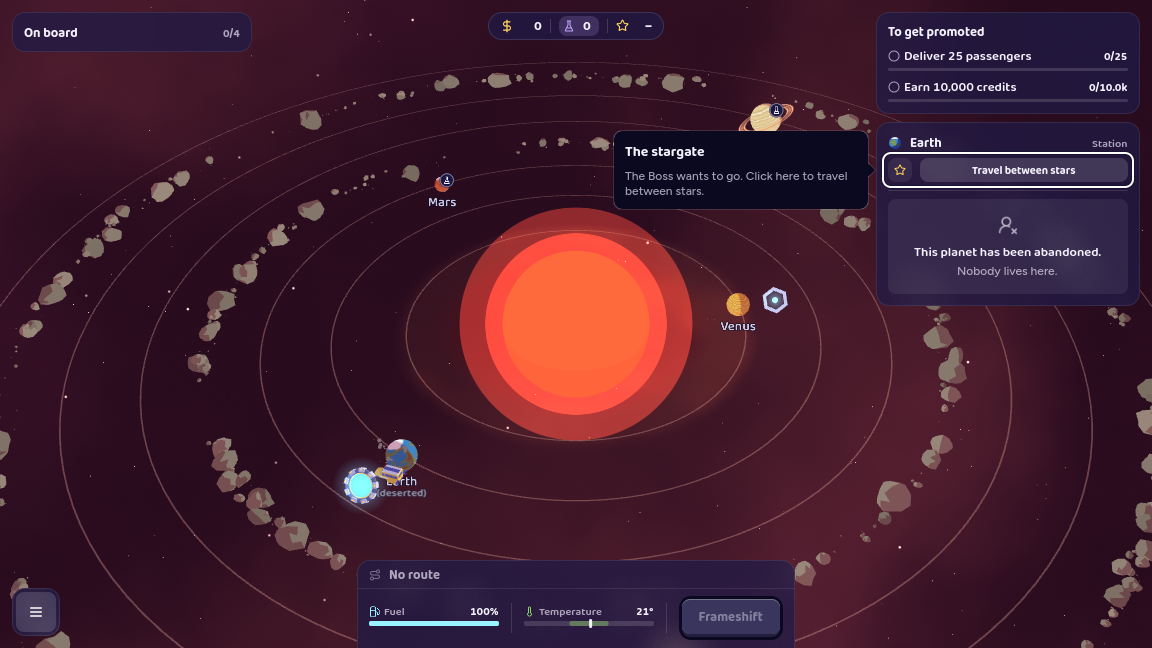 On board 0/4
0 0 –
To get promoted
Deliver 25 passengers 0/25
Earn 10,000 credits 0/10.0k
Earth Station
Travel between stars
This planet has been abandoned.
Nobody lives here.
The stargate
The Boss wants to go. Click here to travel
between stars.
Mars
Venus
Earth
(deserted)
No route
Fuel 100%
Temperature 21°
Frameshift